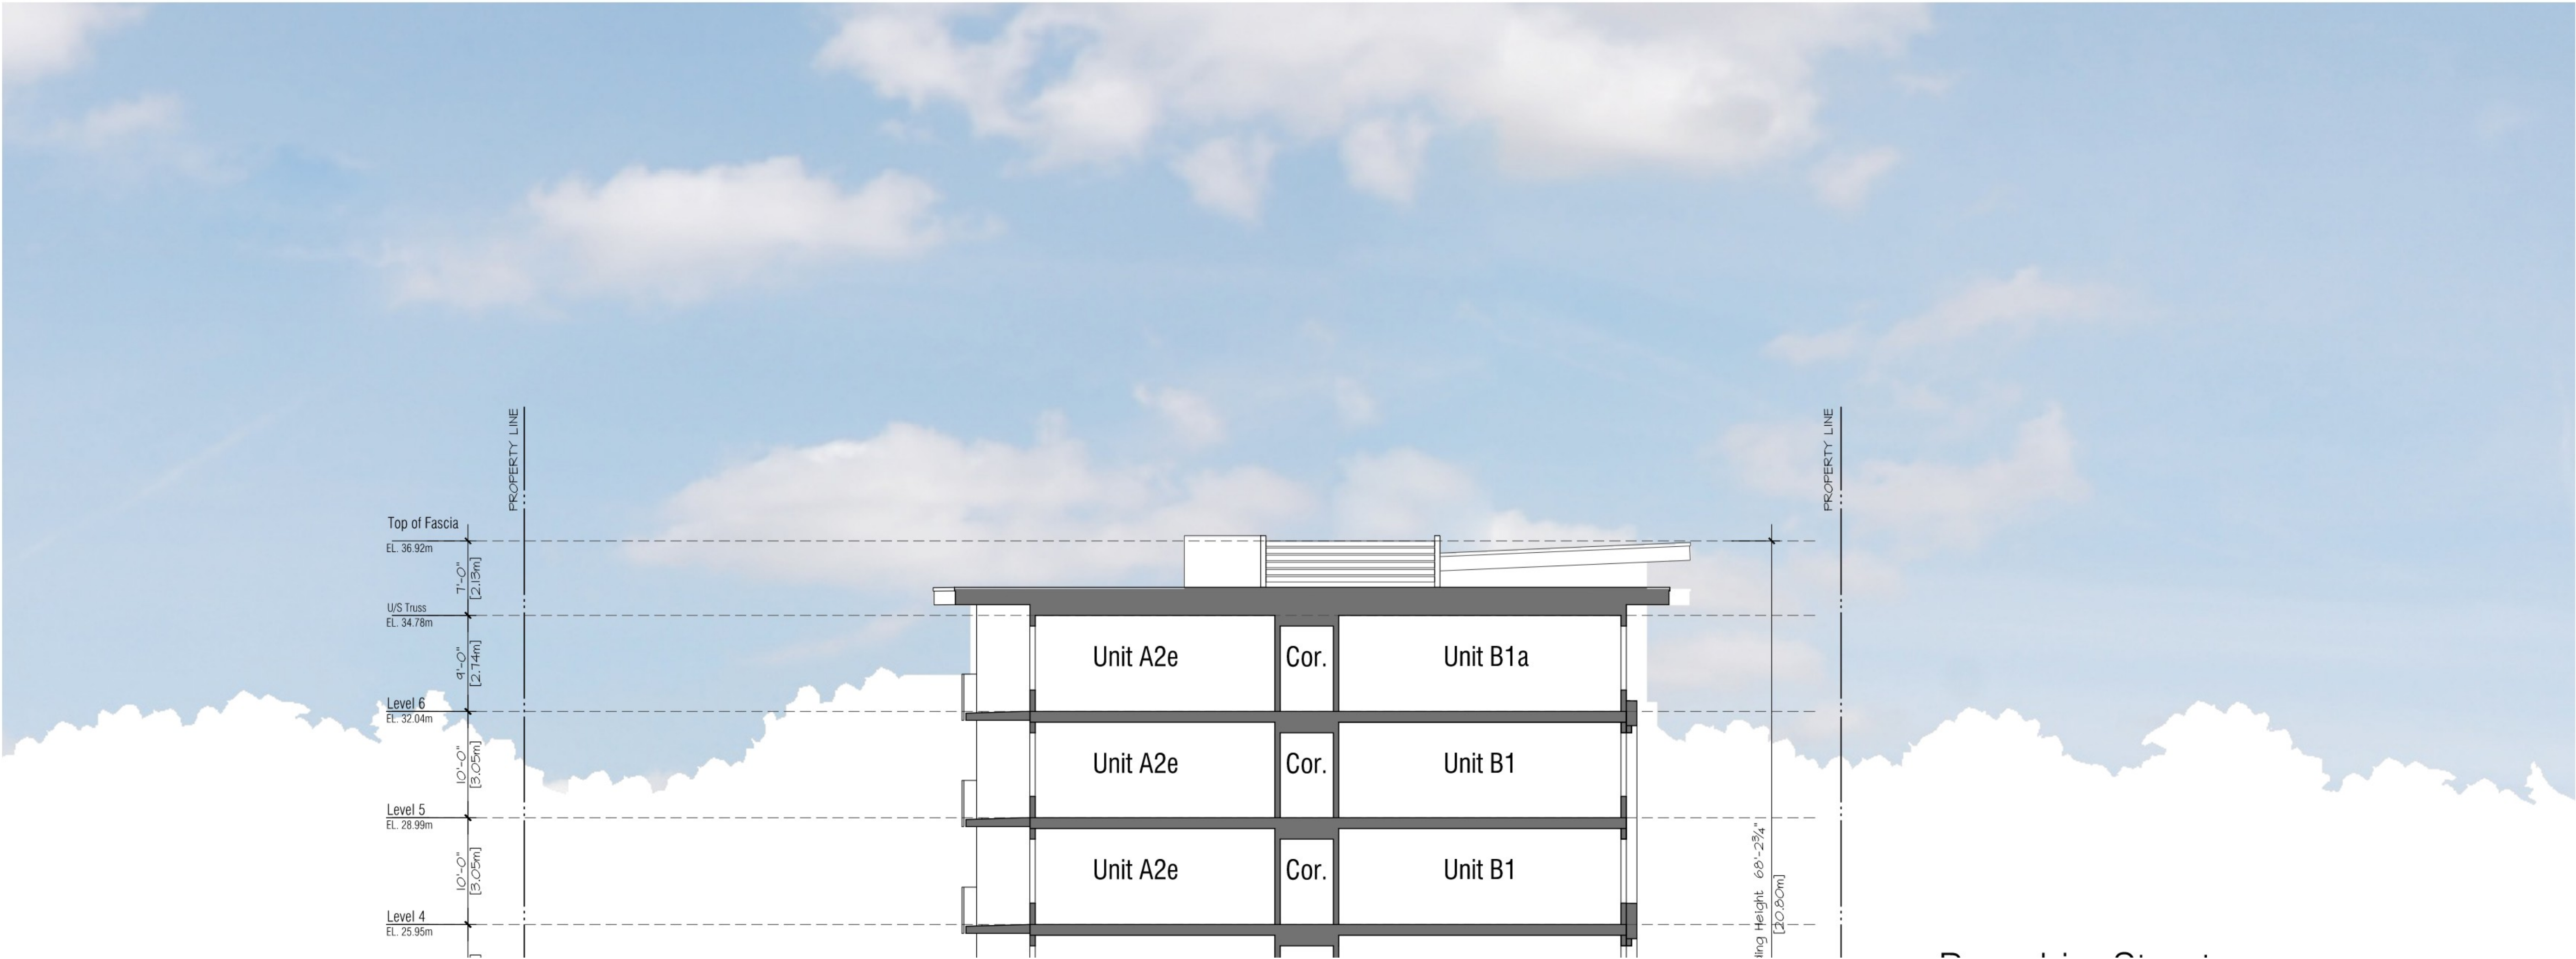 PROPERTY LINE
PROPERTY LINE
Top of Fascia
EL. 36.92m
7'-0"
[2.13m]
U/S Truss
EL. 34.78m
9'-0"
[2.74m]
Unit A2e
Cor.
Unit B1a
Level 6
EL. 32.04m
10'-0"
[3.05m]
Unit A2e
Cor.
Unit B1
Level 5
EL. 28.99m
10'-0"
[3.05m]
Unit A2e
Cor.
Unit B1
ding Height 68'-2¾"
[20.80m]
Level 4
EL. 25.95m